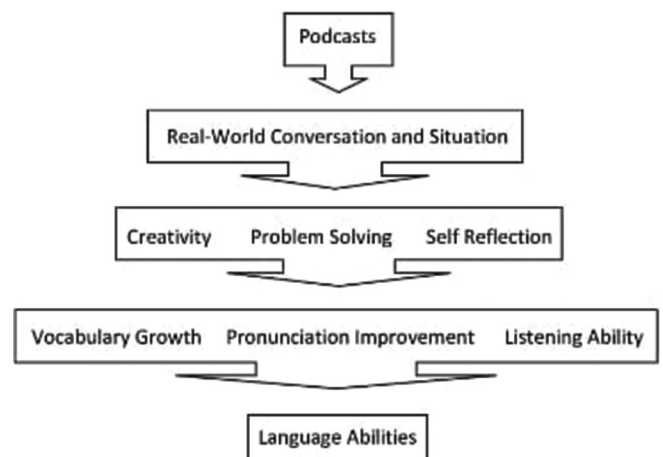 Podcasts
Real-World Conversation and Situation
Creativity Problem Solving Self Reflection
Vocabulary Growth Pronunciation Improvement Listening Ability
Language Abilities